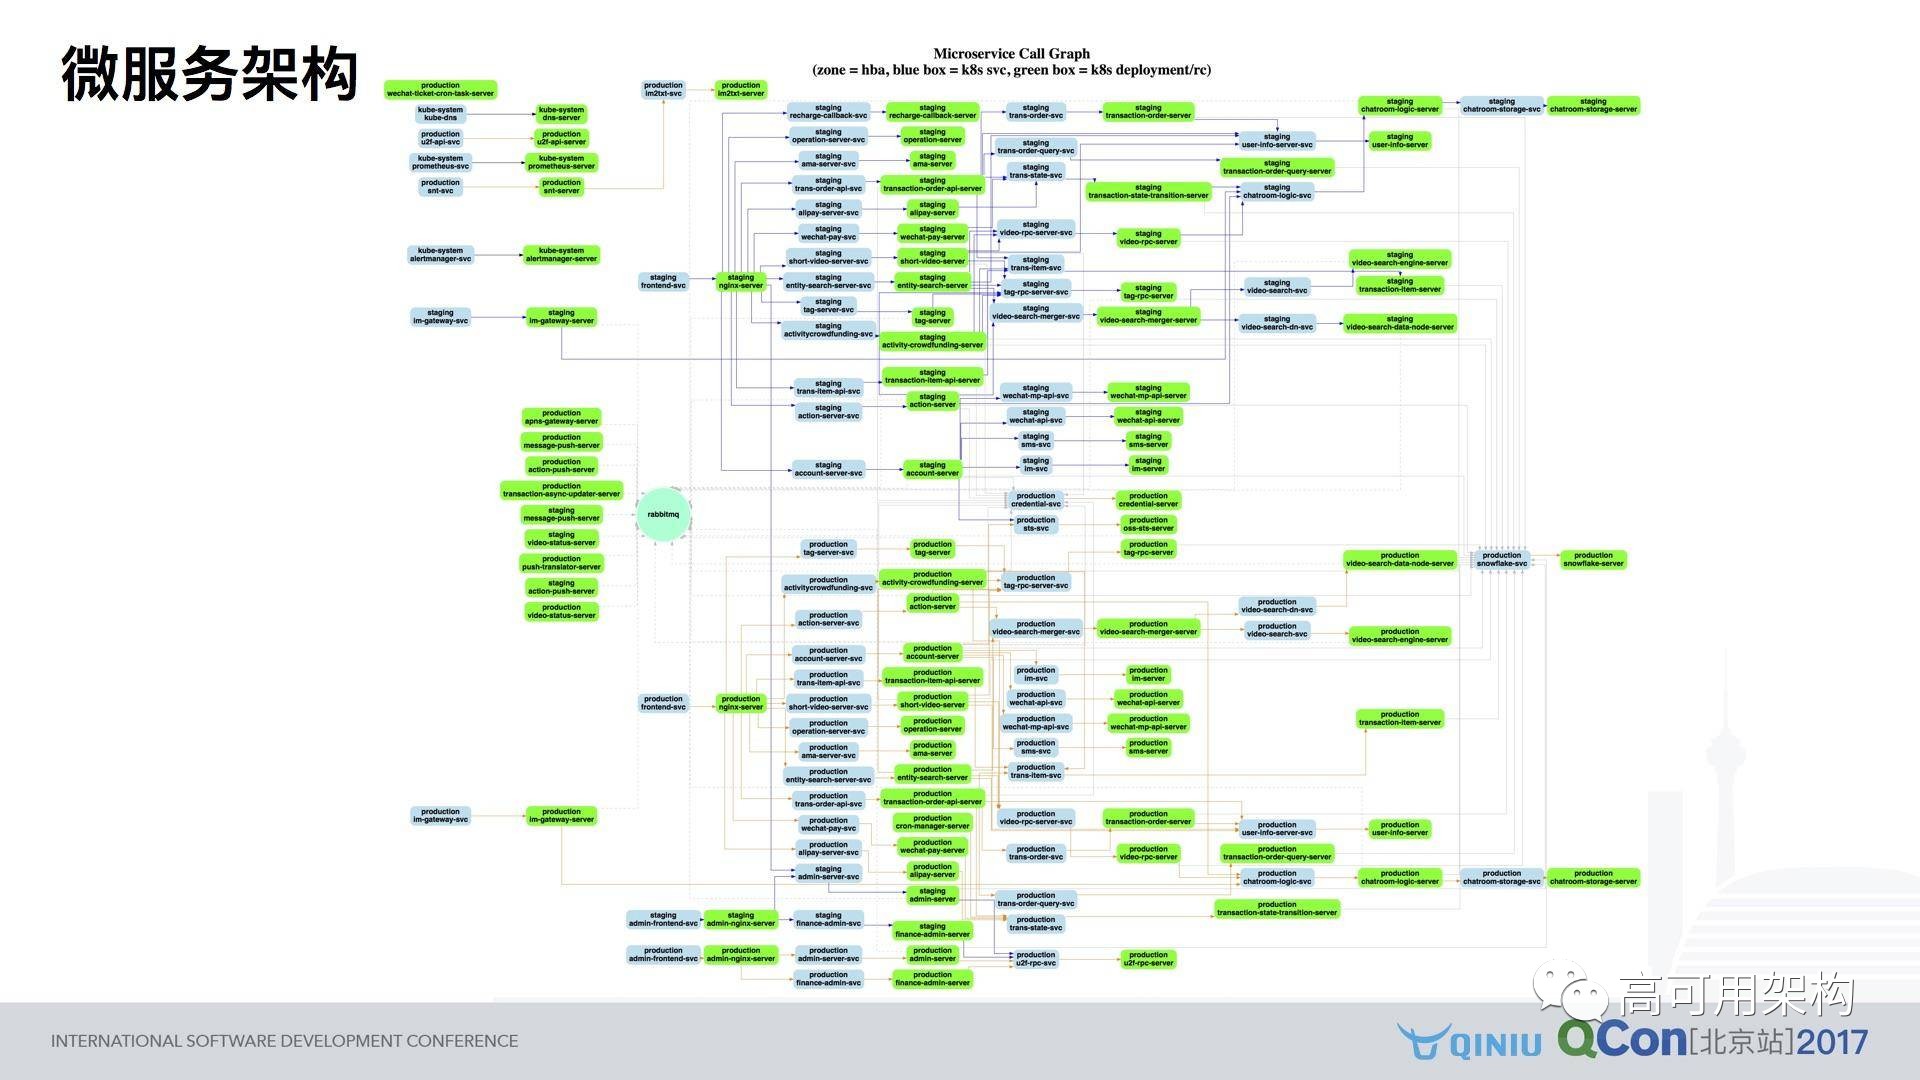 微服务架构
Microservice Call Graph
(zone = hba, blue box = k8s svc, green box = k8s deployment/rc)
production
wechat-ticket-cron-task-server
kube-system
kube-dns
kube-system
dns-server
production
u2f-api-svc
production
u2f-api-server
kube-system
prometheus-svc
kube-system
prometheus-server
production
snt-svc
production
snt-server
kube-system
alertmanager-svc
kube-system
alertmanager-server
staging
im-gateway-svc
staging
im-gateway-server
production
apns-gateway-server
production
message-push-server
production
action-push-server
production
transaction-async-updater-server
staging
message-push-server
staging
video-status-server
production
push-translator-server
staging
action-push-server
production
video-status-server
production
im-gateway-svc
production
im-gateway-server
production
im2txt-svc
production
im2txt-server
staging
frontend-svc
staging
nginx-server
rabbitmq
production
frontend-svc
production
nginx-server
staging
admin-frontend-svc
staging
admin-nginx-server
production
admin-frontend-svc
production
admin-nginx-server
staging
recharge-callback-svc
staging
operation-server-svc
staging
ama-server-svc
staging
trans-order-api-svc
staging
alipay-server-svc
staging
wechat-pay-svc
staging
short-video-server-svc
staging
entity-search-server-svc
staging
tag-server-svc
staging
activitycrowdfunding-svc
staging
trans-item-api-svc
staging
action-server-svc
staging
account-server-svc
production
tag-server-svc
production
activitycrowdfunding-svc
production
action-server-svc
production
account-server-svc
production
trans-item-api-svc
production
short-video-server-svc
production
operation-server-svc
production
ama-server-svc
production
entity-search-server-svc
production
trans-order-api-svc
production
wechat-pay-svc
production
alipay-server-svc
staging
admin-server-svc
staging
finance-admin-svc
production
admin-server-svc
production
finance-admin-svc
staging
recharge-callback-server
staging
operation-server
staging
ama-server
staging
transaction-order-api-server
staging
alipay-server
staging
wechat-pay-server
staging
short-video-server
staging
entity-search-server
staging
tag-server
staging
activity-crowdfunding-server
staging
transaction-item-api-server
staging
action-server
staging
account-server
production
tag-server
production
activity-crowdfunding-server
production
action-server
production
account-server
production
transaction-item-api-server
production
short-video-server
production
operation-server
production
ama-server
production
entity-search-server
production
transaction-order-api-server
production
cron-manager-server
production
wechat-pay-server
production
alipay-server
staging
admin-server
staging
finance-admin-server
production
admin-server
production
finance-admin-server
staging
trans-order-svc
staging
trans-order-query-svc
staging
trans-state-svc
staging
video-rpc-server-svc
staging
trans-item-svc
staging
tag-rpc-server-svc
staging
video-search-merger-svc
staging
wechat-mp-api-svc
staging
wechat-api-svc
staging
sms-svc
staging
im-svc
production
credential-svc
production
sts-svc
production
tag-rpc-server-svc
production
video-search-merger-svc
production
im-svc
production
wechat-api-svc
production
wechat-mp-api-svc
production
sms-svc
production
trans-item-svc
production
video-rpc-server-svc
production
trans-order-svc
production
trans-order-query-svc
production
trans-state-svc
production
u2f-rpc-svc
staging
transaction-order-server
staging
transaction-state-transition-server
staging
video-rpc-server
staging
tag-rpc-server
staging
video-search-merger-server
staging
wechat-mp-api-server
staging
wechat-api-server
staging
sms-server
staging
im-server
production
credential-server
production
oss-sts-server
production
tag-rpc-server
production
video-search-merger-server
production
im-server
production
wechat-api-server
production
wechat-mp-api-server
production
sms-server
production
transaction-order-server
production
video-rpc-server
production
u2f-rpc-server
staging
user-info-server-svc
staging
transaction-order-query-server
staging
chatroom-logic-svc
staging
video-search-svc
staging
video-search-dn-svc
production
video-search-dn-svc
production
video-search-svc
production
user-info-server-svc
production
transaction-order-query-server
production
chatroom-logic-svc
production
transaction-state-transition-server
staging
chatroom-logic-server
staging
user-info-server
staging
video-search-engine-server
staging
transaction-item-server
staging
video-search-data-node-server
production
video-search-data-node-server
production
video-search-engine-server
production
transaction-item-server
production
user-info-server
production
chatroom-logic-server
staging
chatroom-storage-svc
staging
chatroom-storage-server
production
snowflake-svc
production
snowflake-server
production
chatroom-storage-svc
production
chatroom-storage-server
高可用架构
INTERNATIONAL SOFTWARE DEVELOPMENT CONFERENCE
QINIU
QCon[北京站]2017